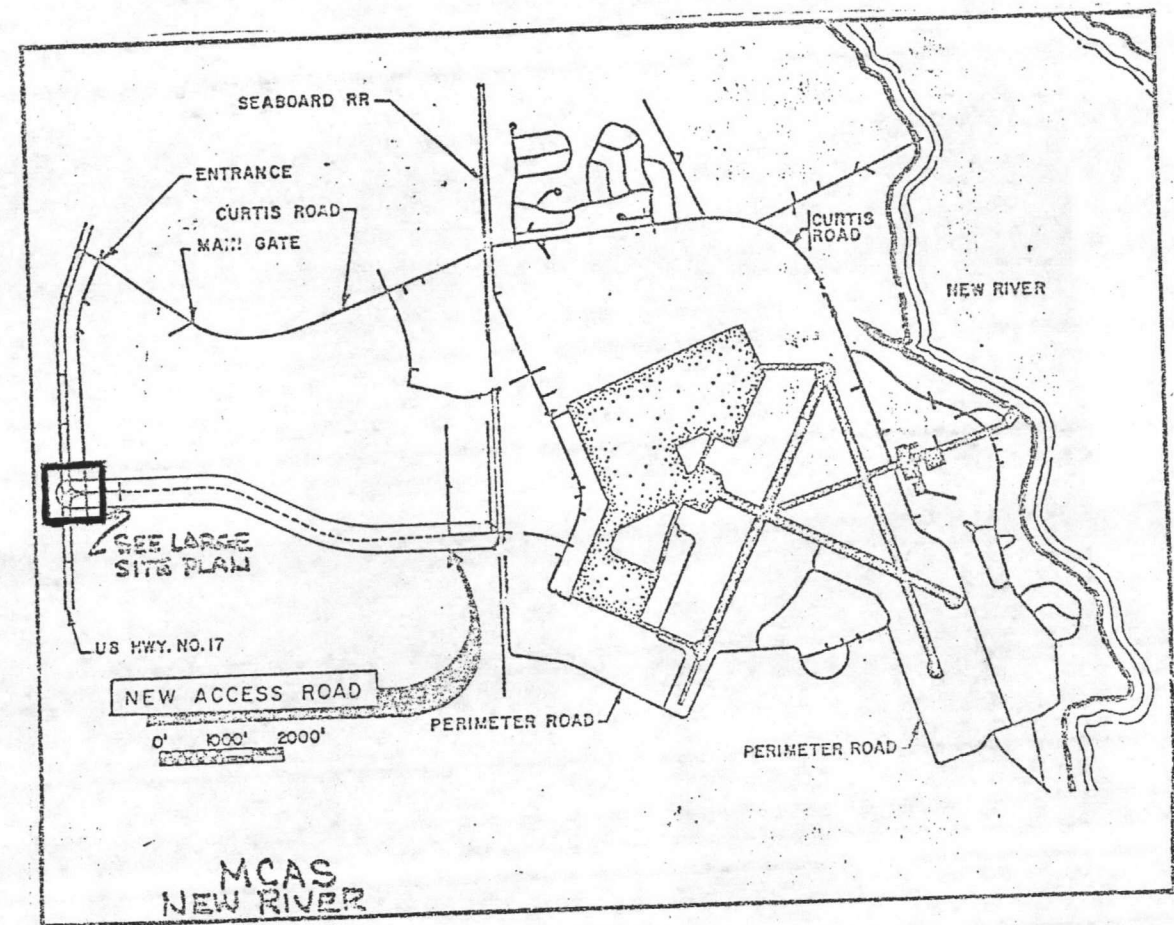 SEABOARD RR
ENTRANCE
CURTIS ROAD
MAIN GATE
CURTIS
ROAD
NEW RIVER
SEE LARGE
SITE PLAN
US HWY. NO.17
NEW ACCESS ROAD
0' 1000' 2000'
PERIMETER ROAD
PERIMETER ROAD
MCAS
NEW RIVER